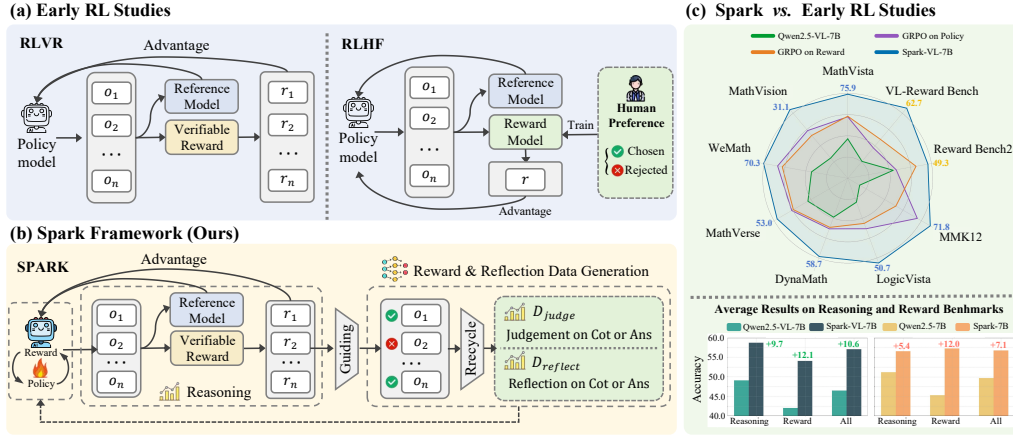 (a) Early RL Studies
RLVR
Advantage
Policy model
o1
o2
...
on
Reference Model
Verifiable Reward
r1
r2
...
rn
RLHF
Policy model
o1
o2
...
on
Reference Model
Reward Model
r
Advantage
Train
Human Preference
Chosen
Rejected
(b) Spark Framework (Ours)
SPARK
Advantage
Reward
Policy
o1
o2
...
on
Reference Model
Verifiable Reward
Reasoning
r1
r2
...
rn
Guiding
Reward & Reflection Data Generation
o1
o2
...
on
Rrecycle
Djudge
Judgement on Cot or Ans
Dreflect
Reflection on Cot or Ans
(c) Spark vs. Early RL Studies
Qwen2.5-VL-7B
GRPO on Policy
GRPO on Reward
Spark-VL-7B
MathVista
75.9
MathVision
31.1
VL-Reward Bench
62.7
WeMath
70.3
Reward Bench2
49.3
MathVerse
53.0
MMK12
71.8
DynaMath
58.7
LogicVista
50.7
Average Results on Reasoning and Reward Benhmarks
Qwen2.5-VL-7B
Spark-VL-7B
Qwen2.5-7B
Spark-7B
Accuracy
60.0
55.0
50.0
45.0
40.0
+9.7
+12.1
+10.6
+5.4
+12.0
+7.1
Reasoning
Reward
All
Reasoning
Reward
All